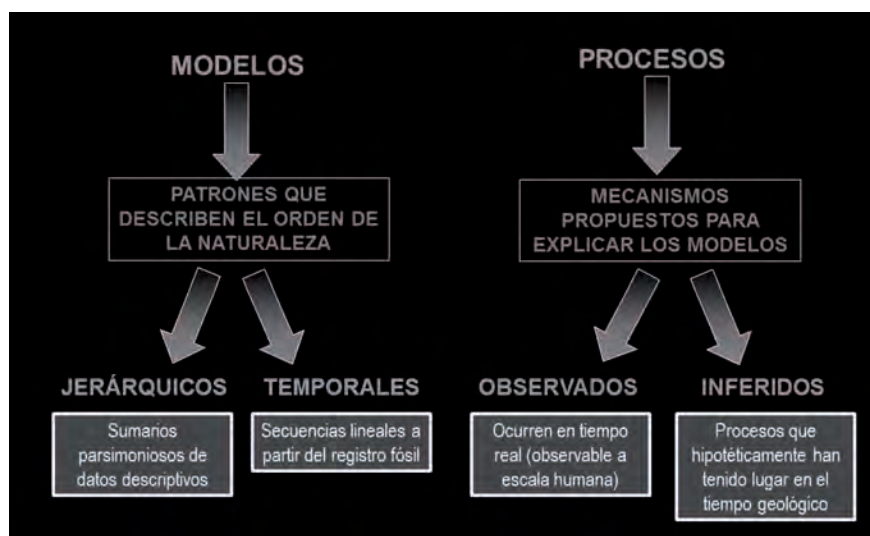 MODELOS
PATRONES QUE
DESCRIBEN EL ORDEN DE
LA NATURALEZA
JERÁRQUICOS
Sumarios
parsimoniosos de
datos descriptivos
TEMPORALES
Secuencias lineales a
partir del registro fósil
PROCESOS
MECANISMOS
PROPUESTOS PARA
EXPLICAR LOS MODELOS
OBSERVADOS
Ocurren en tiempo
real (observable a
escala humana)
INFERIDOS
Procesos que
hipotéticamente han
tenido lugar en el
tiempo geológico